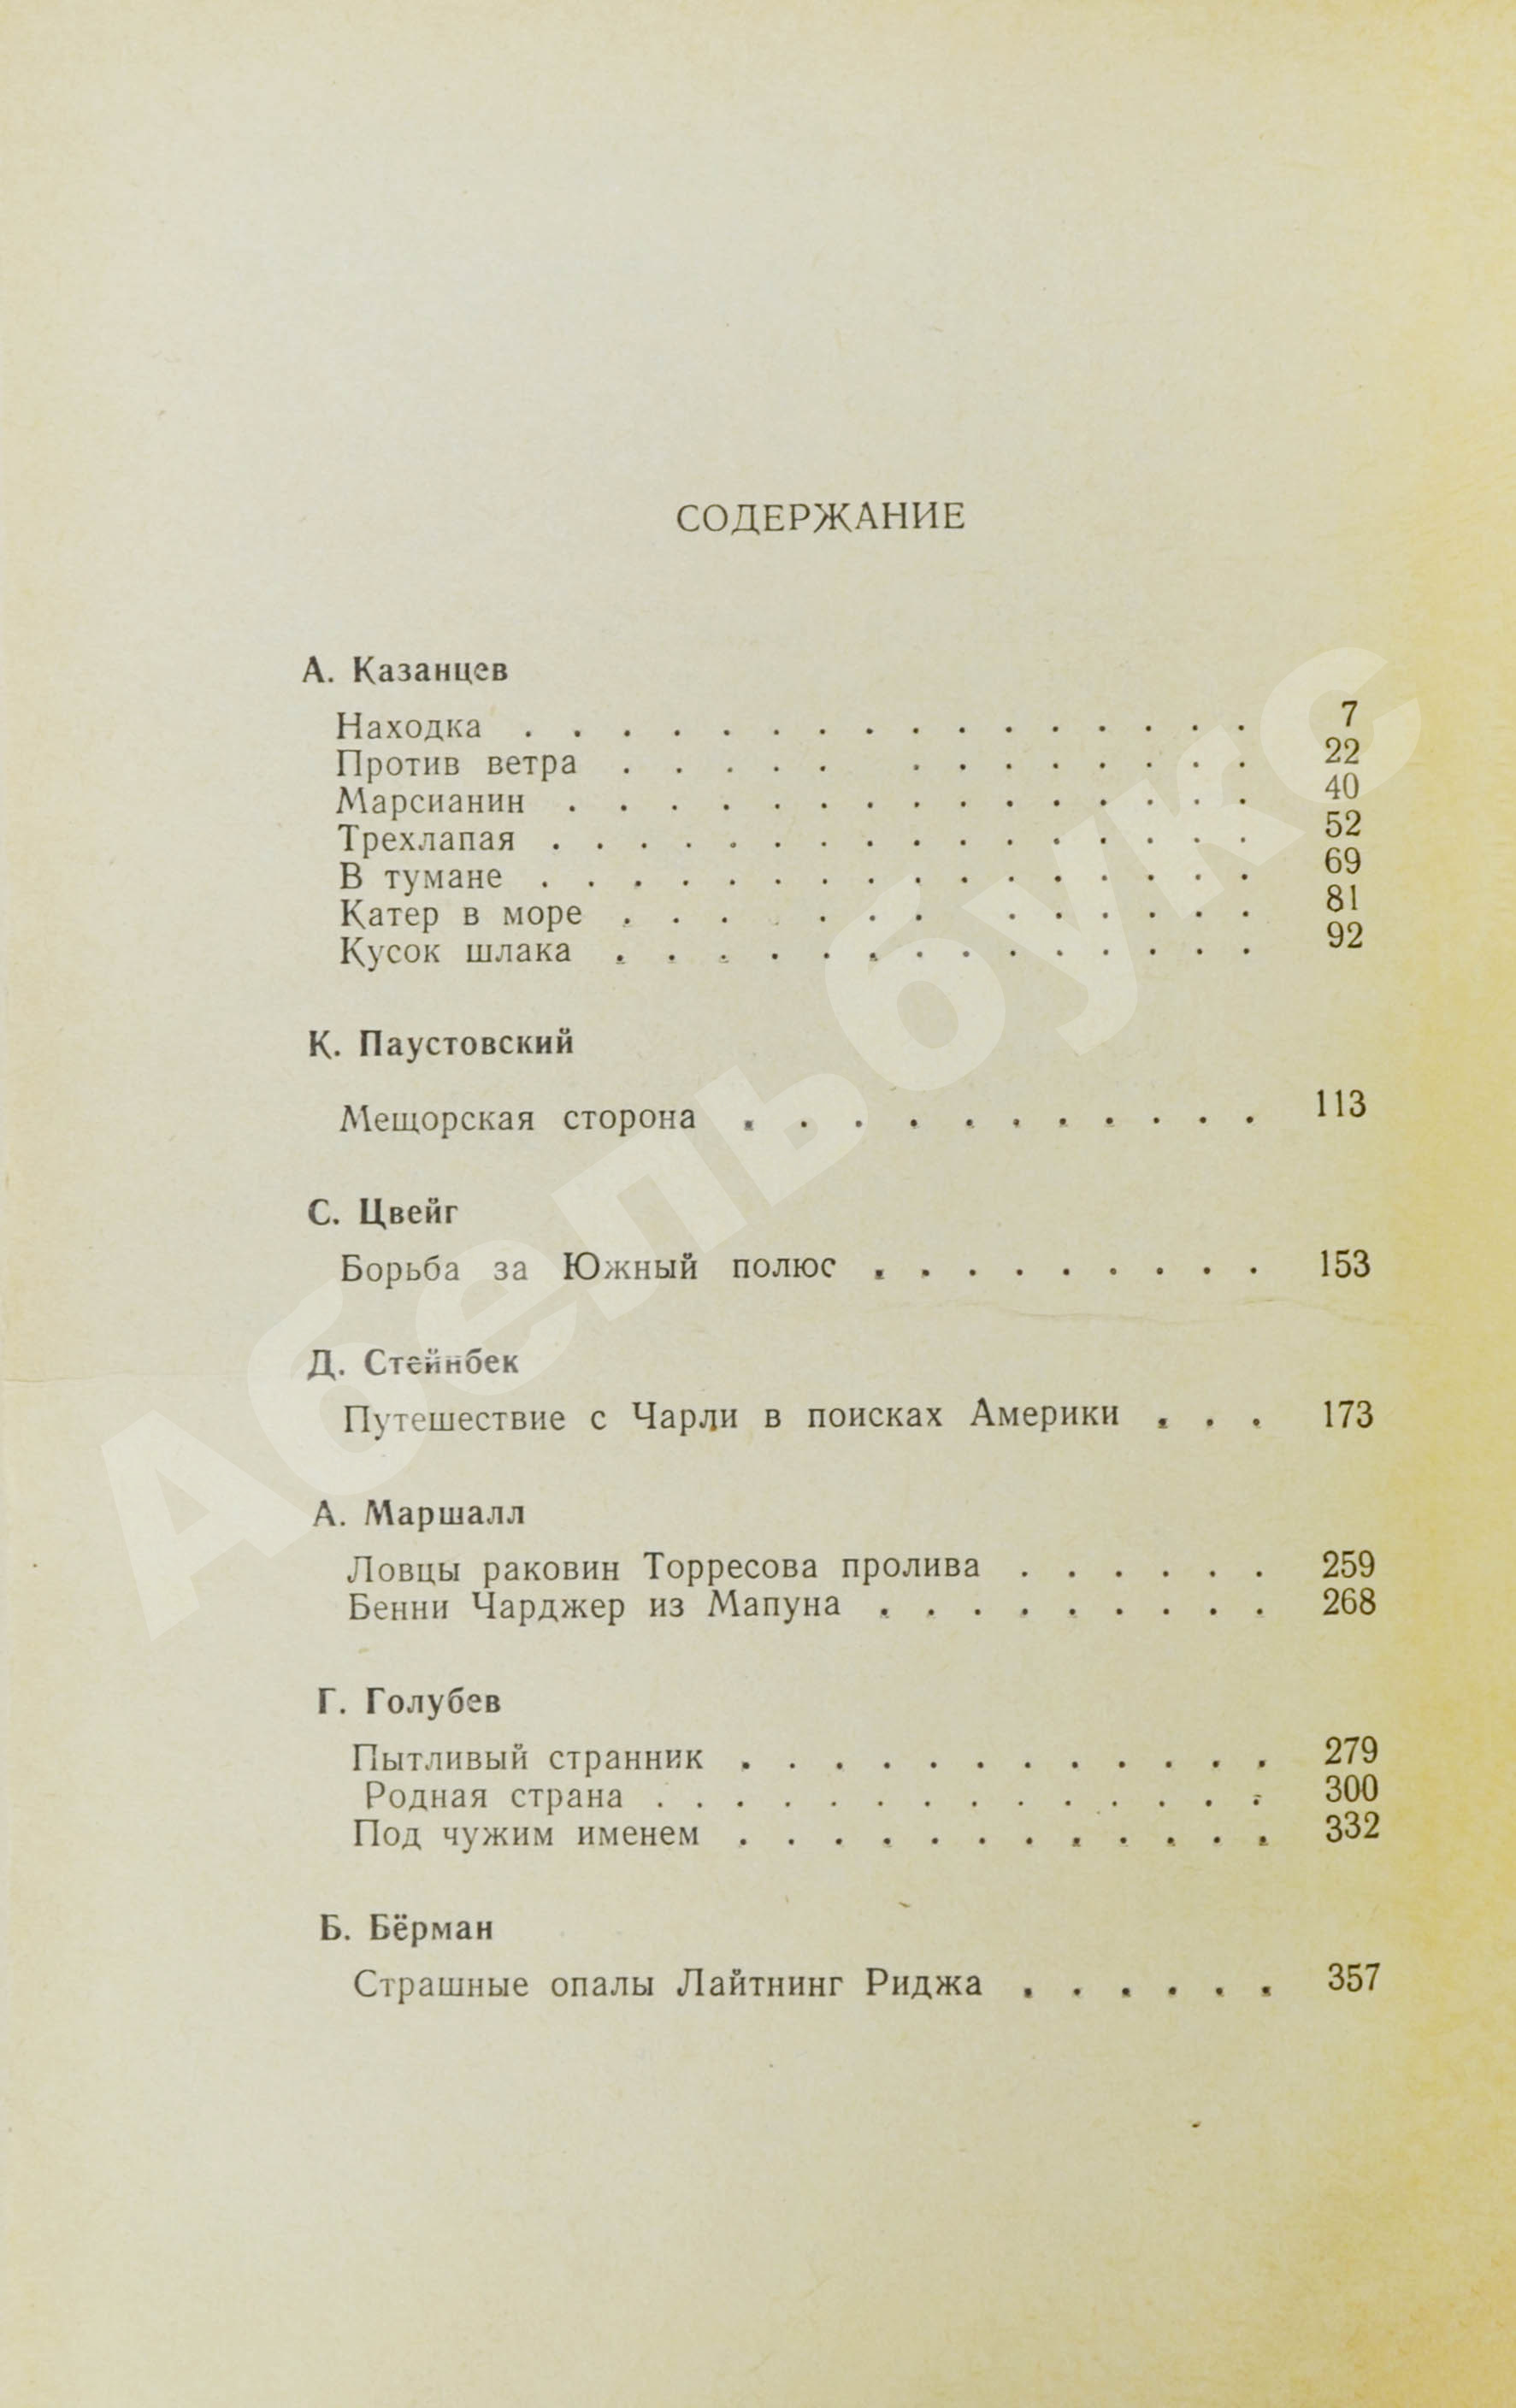 СОДЕРЖАНИЕ
А. Казанцев
Находка . . . . . . . . . . . . . . . . 7
Против ветра . . . . . . . . . . . . . 22
Марсианин . . . . . . . . . . . . . . . 40
Трехлапая . . . . . . . . . . . . . . . . 52
В тумане . . . . . . . . . . . . . . . . 69
Катер в море . . . . . . . . . . . . . 81
Кусок шлака . . . . . . . . . . . . . . 92
К. Паустовский
Мещорская сторона . . . . . . . . . . . 113
С. Цвейг
Борьба за Южный полюс . . . . . . . . . 153
Д. Стейнбек
Путешествие с Чарли в поисках Америки . . . 173
А. Маршалл
Ловцы раковин Торресова пролива . . . . . . 259
Бенни Чарджер из Мапуна . . . . . . . . . 268
Г. Голубев
Пытливый странник . . . . . . . . . . . . 279
Родная страна . . . . . . . . . . . . . . 300
Под чужим именем . . . . . . . . . . . . 332
Б. Бёрман
Страшные опалы Лайтнинг Риджа . . . . . . 357
Абельбукс